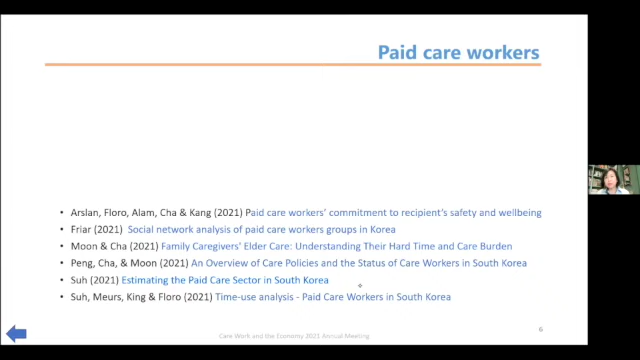 Paid care workers
• Arslan, Floro, Alam, Cha & Kang (2021) Paid care workers' commitment to recipient's safety and wellbeing
• Friar (2021) Social network analysis of paid care workers groups in Korea
• Moon & Cha (2021) Family Caregivers' Elder Care: Understanding Their Hard Time and Care Burden
• Peng, Cha & Moon (2021) An Overview of Care Policies and the Status of Care Workers in South Korea
• Suh (2021) Estimating the Paid Care Sector in South Korea
• Suh, Meurs, King & Floro (2021) Time-use analysis - Paid Care Workers in South Korea
Care Work and the Economy 2021 Annual Meeting
6